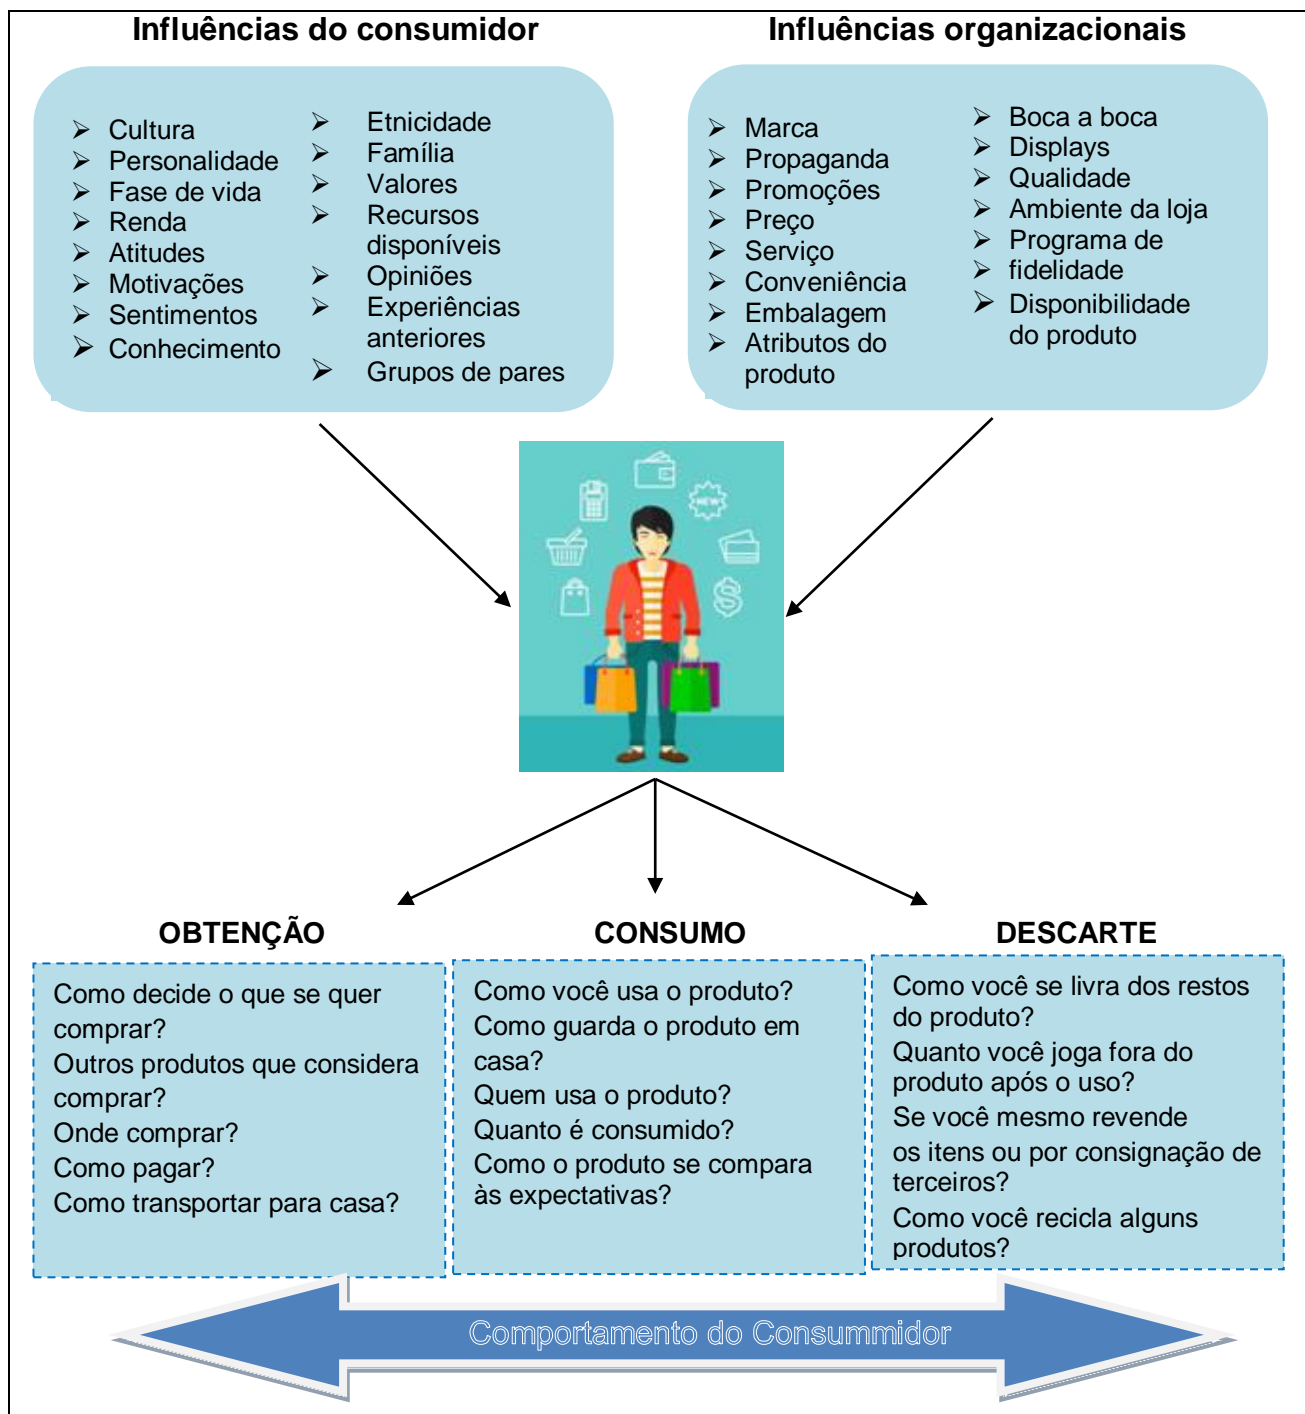 Influências do consumidor
Influências organizacionais
Cultura
Personalidade
Fase de vida
Renda
Atitudes
Motivações
Sentimentos
Conhecimento
Etnicidade
Família
Valores
Recursos
disponíveis
Opiniões
Experiências
anteriores
Grupos de pares
Marca
Propaganda
Promoções
Preço
Serviço
Conveniência
Embalagem
Atributos do
produto
Boca a boca
Displays
Qualidade
Ambiente da loja
Programa de
fidelidade
Disponibilidade
do produto
NEW
$
OBTENÇÃO
Como decide o que se quer
comprar?
Outros produtos que considera
comprar?
Onde comprar?
Como pagar?
Como transportar para casa?
CONSUMO
Como você usa o produto?
Como guarda o produto em
casa?
Quem usa o produto?
Quanto é consumido?
Como o produto se compara
às expectativas?
DESCARTE
Como você se livra dos restos
do produto?
Quanto você joga fora do
produto após o uso?
Se você mesmo revende
os itens ou por consignação de
terceiros?
Como você recicla alguns
produtos?
Comportamento do Consummidor